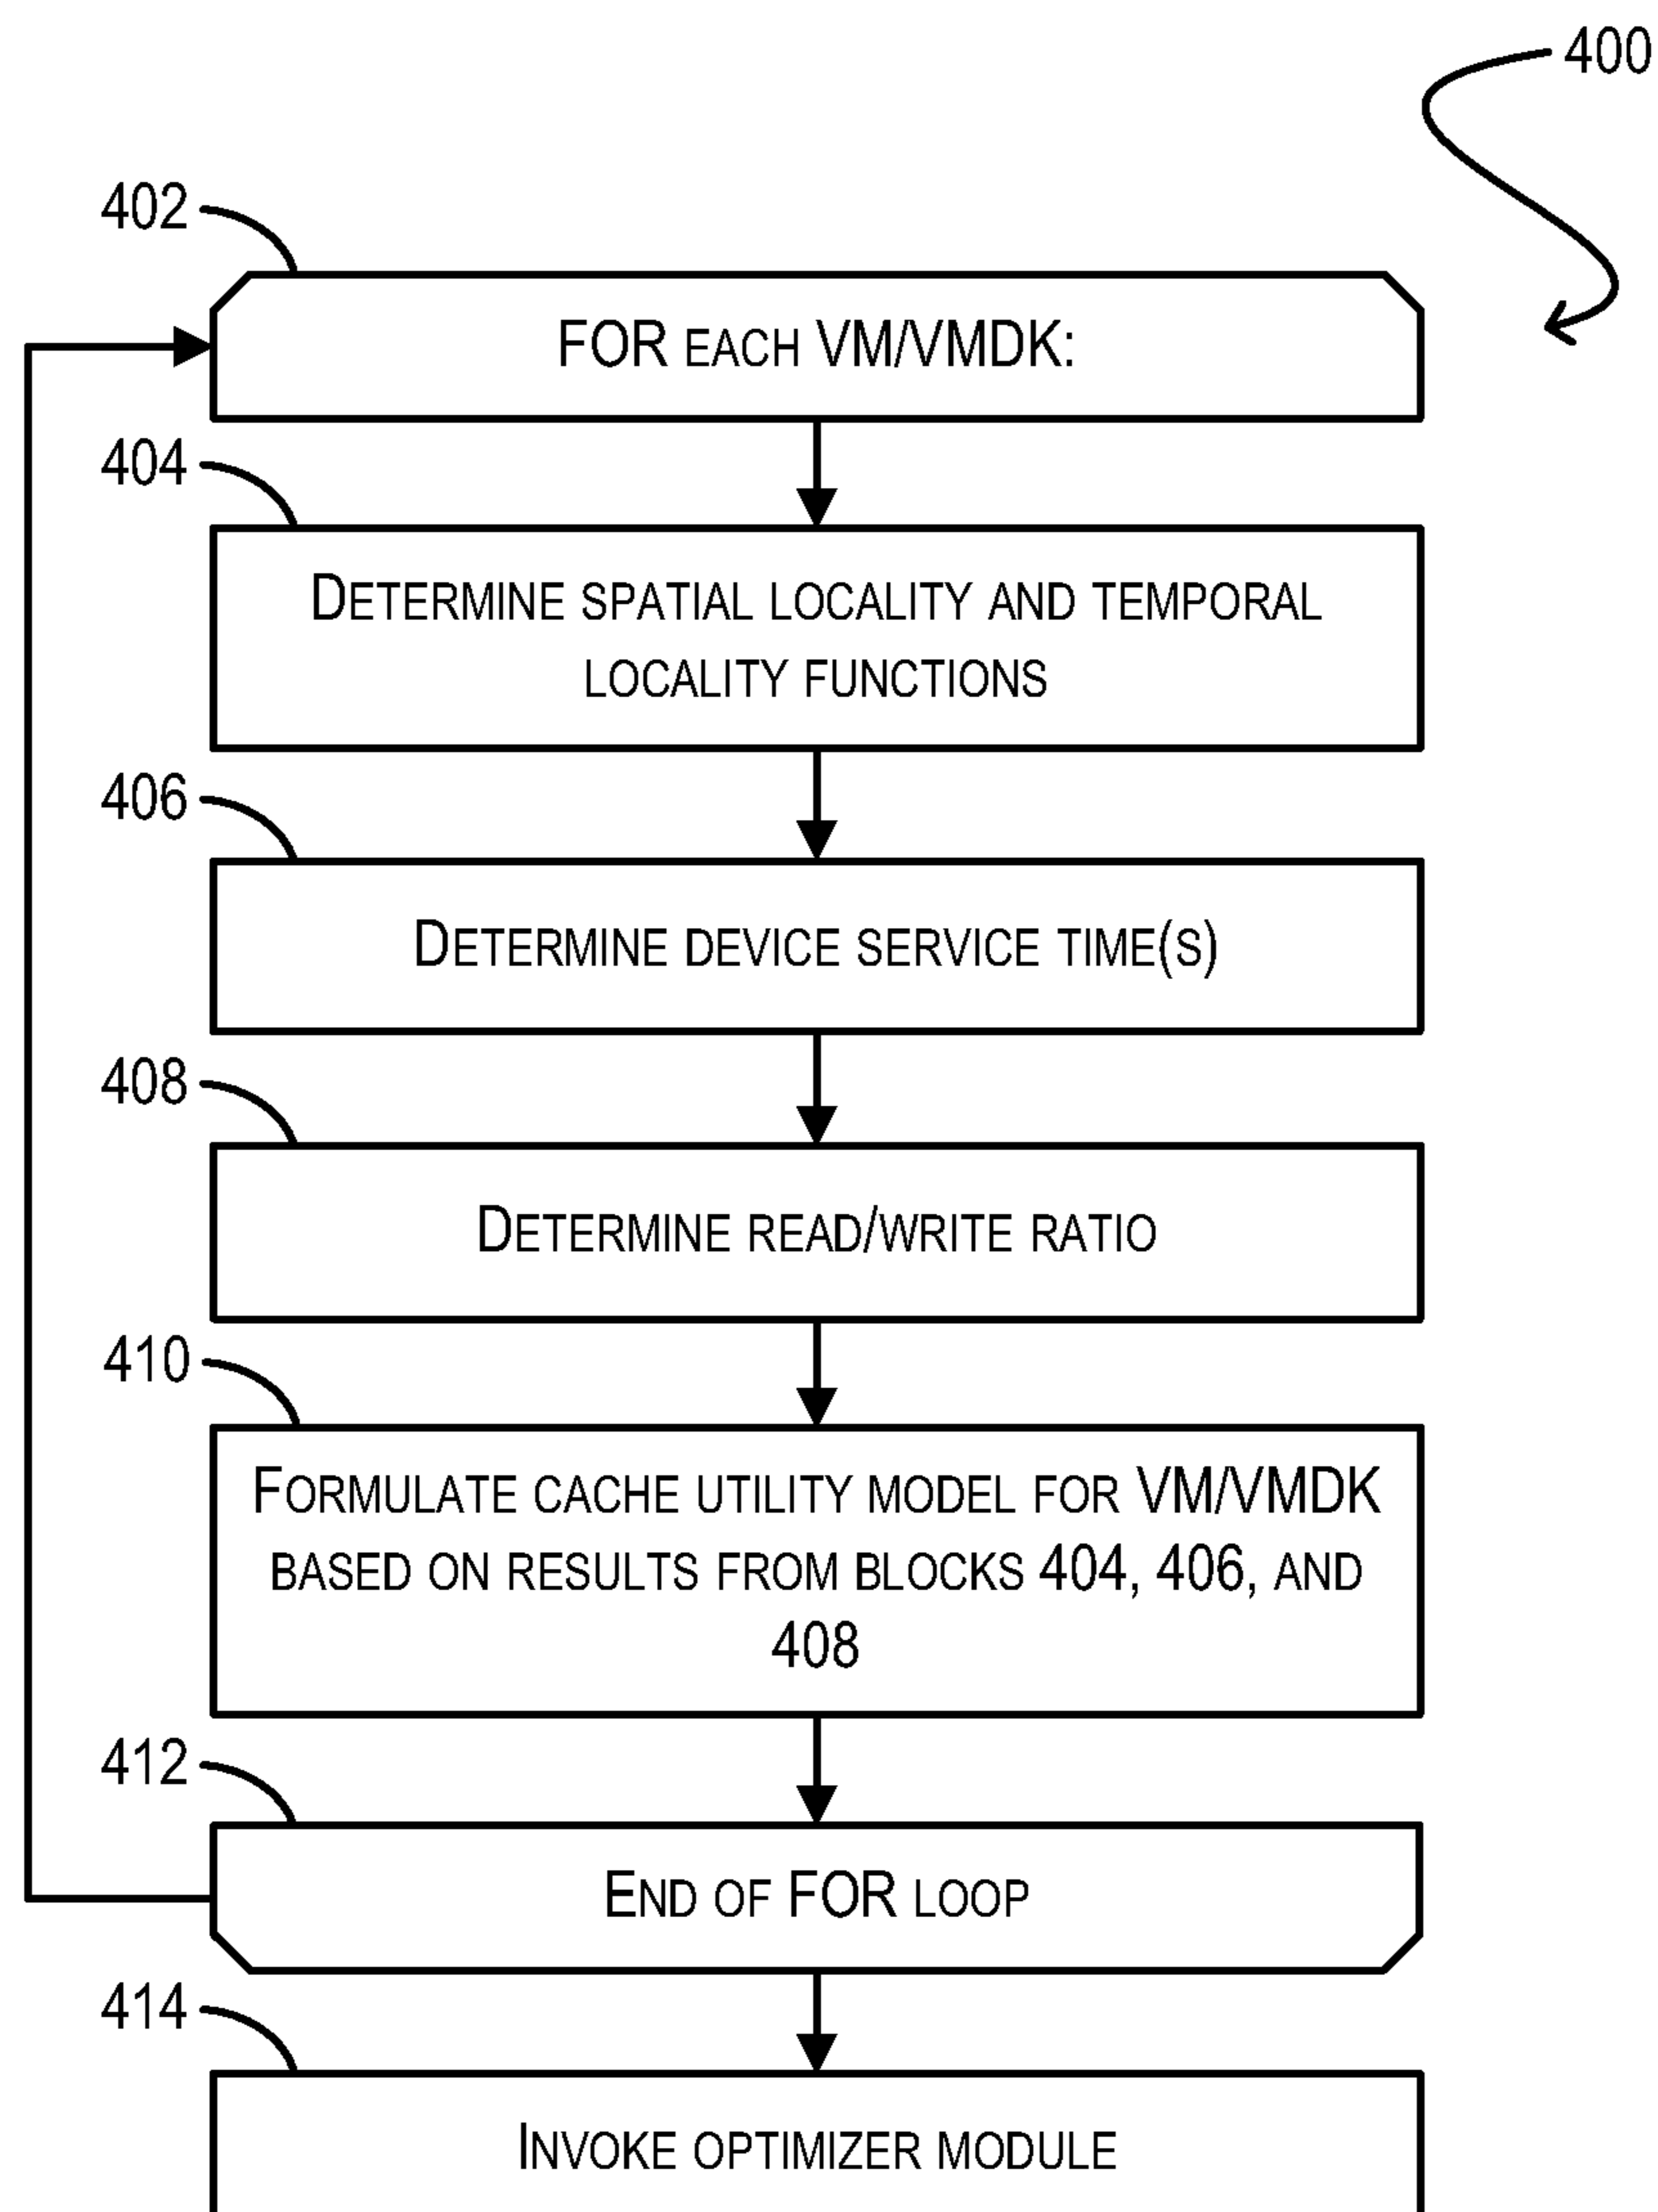 400
402
FOR EACH VM/VMDK:
404
DETERMINE SPATIAL LOCALITY AND TEMPORAL
LOCALITY FUNCTIONS
406
DETERMINE DEVICE SERVICE TIME(S)
408
DETERMINE READ/WRITE RATIO
410
FORMULATE CACHE UTILITY MODEL FOR VM/VMDK
BASED ON RESULTS FROM BLOCKS 404, 406, AND
408
412
END OF FOR LOOP
414
INVOKE OPTIMIZER MODULE